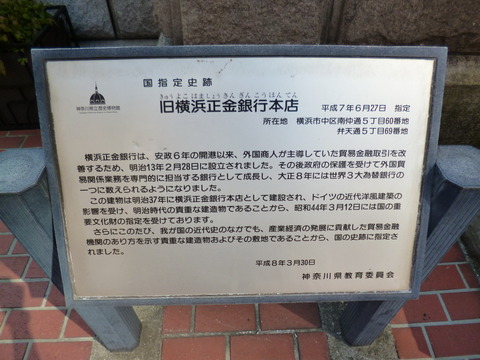 国指定史跡
きゅう よこ はま しょう きん ぎん こう ほん てん
旧横浜正金銀行本店
平成7年6月27日 指定
所在地 横浜市中区南仲通5丁目60番地
弁天通5丁目69番地
神奈川県立歴史博物館
横浜正金銀行は、安政6年の開港以来、外国商人が主導していた貿易金融取引を改
善するため、明治13年2月28日に設立されました。その後政府の保護を受けて外国貿
易関係業務を専門的に担当する銀行として成長し、大正8年には世界3大為替銀行の
一つに数えられるようになりました。
この建物は明治37年に横浜正金銀行本店として建設され、ドイツの近代洋風建築の
影響を受け、明治時代の貴重な建造物であることから、昭和44年3月12日には国の重
要文化財の指定を受けております。
さらにこのたび、我が国の近代史のなかでも、産業経済の発展に貢献した貿易金融
機関のあり方を示す貴重な建造物およびその敷地であることから、国の史跡に指定さ
れました。
平成8年3月30日
神奈川県教育委員会